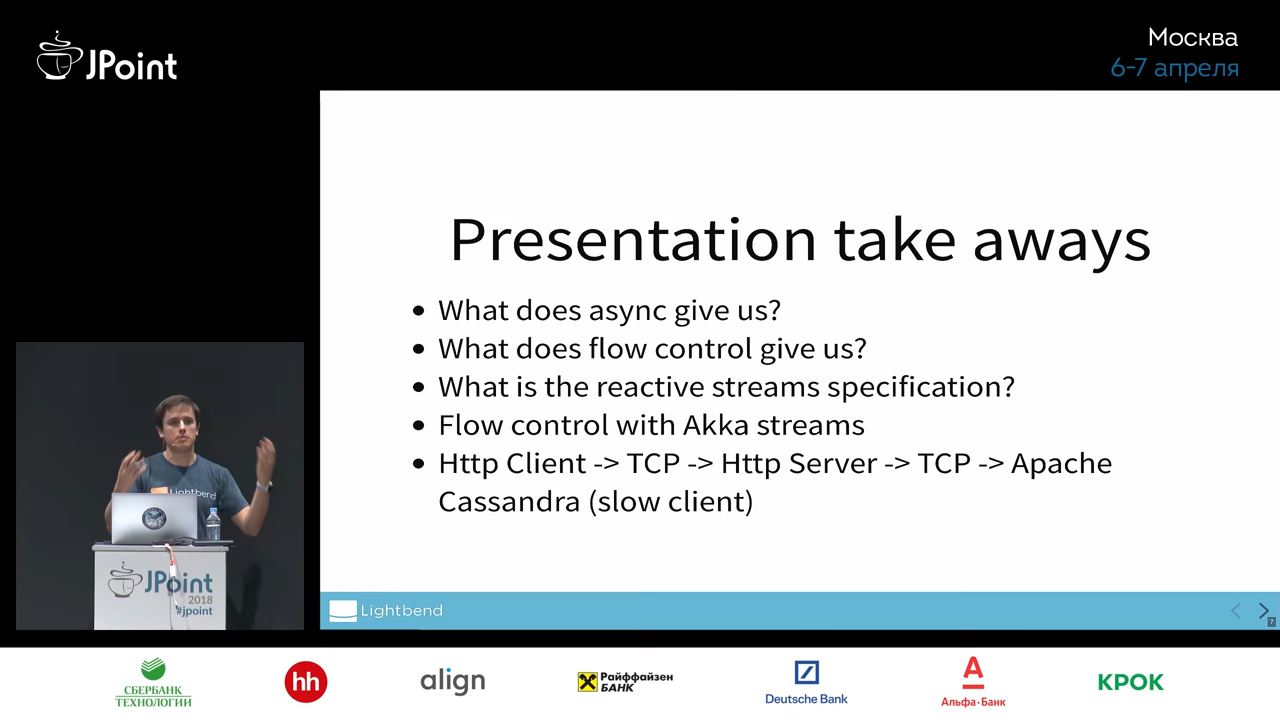 JPoint
Москва
6-7 апреля
Presentation take aways
• What does async give us?
• What does flow control give us?
• What is the reactive streams specification?
• Flow control with Akka streams
• Http Client -> TCP -> Http Server -> TCP -> Apache
Cassandra (slow client)
Lightbend
JPoint
2018
#jpoint
Lightbend
7
СБЕРБАНК
ТЕХНОЛОГИИ
hh
align
Райффайзен
БАНК
Deutsche Bank
А
Альфа·Банк
КРОК